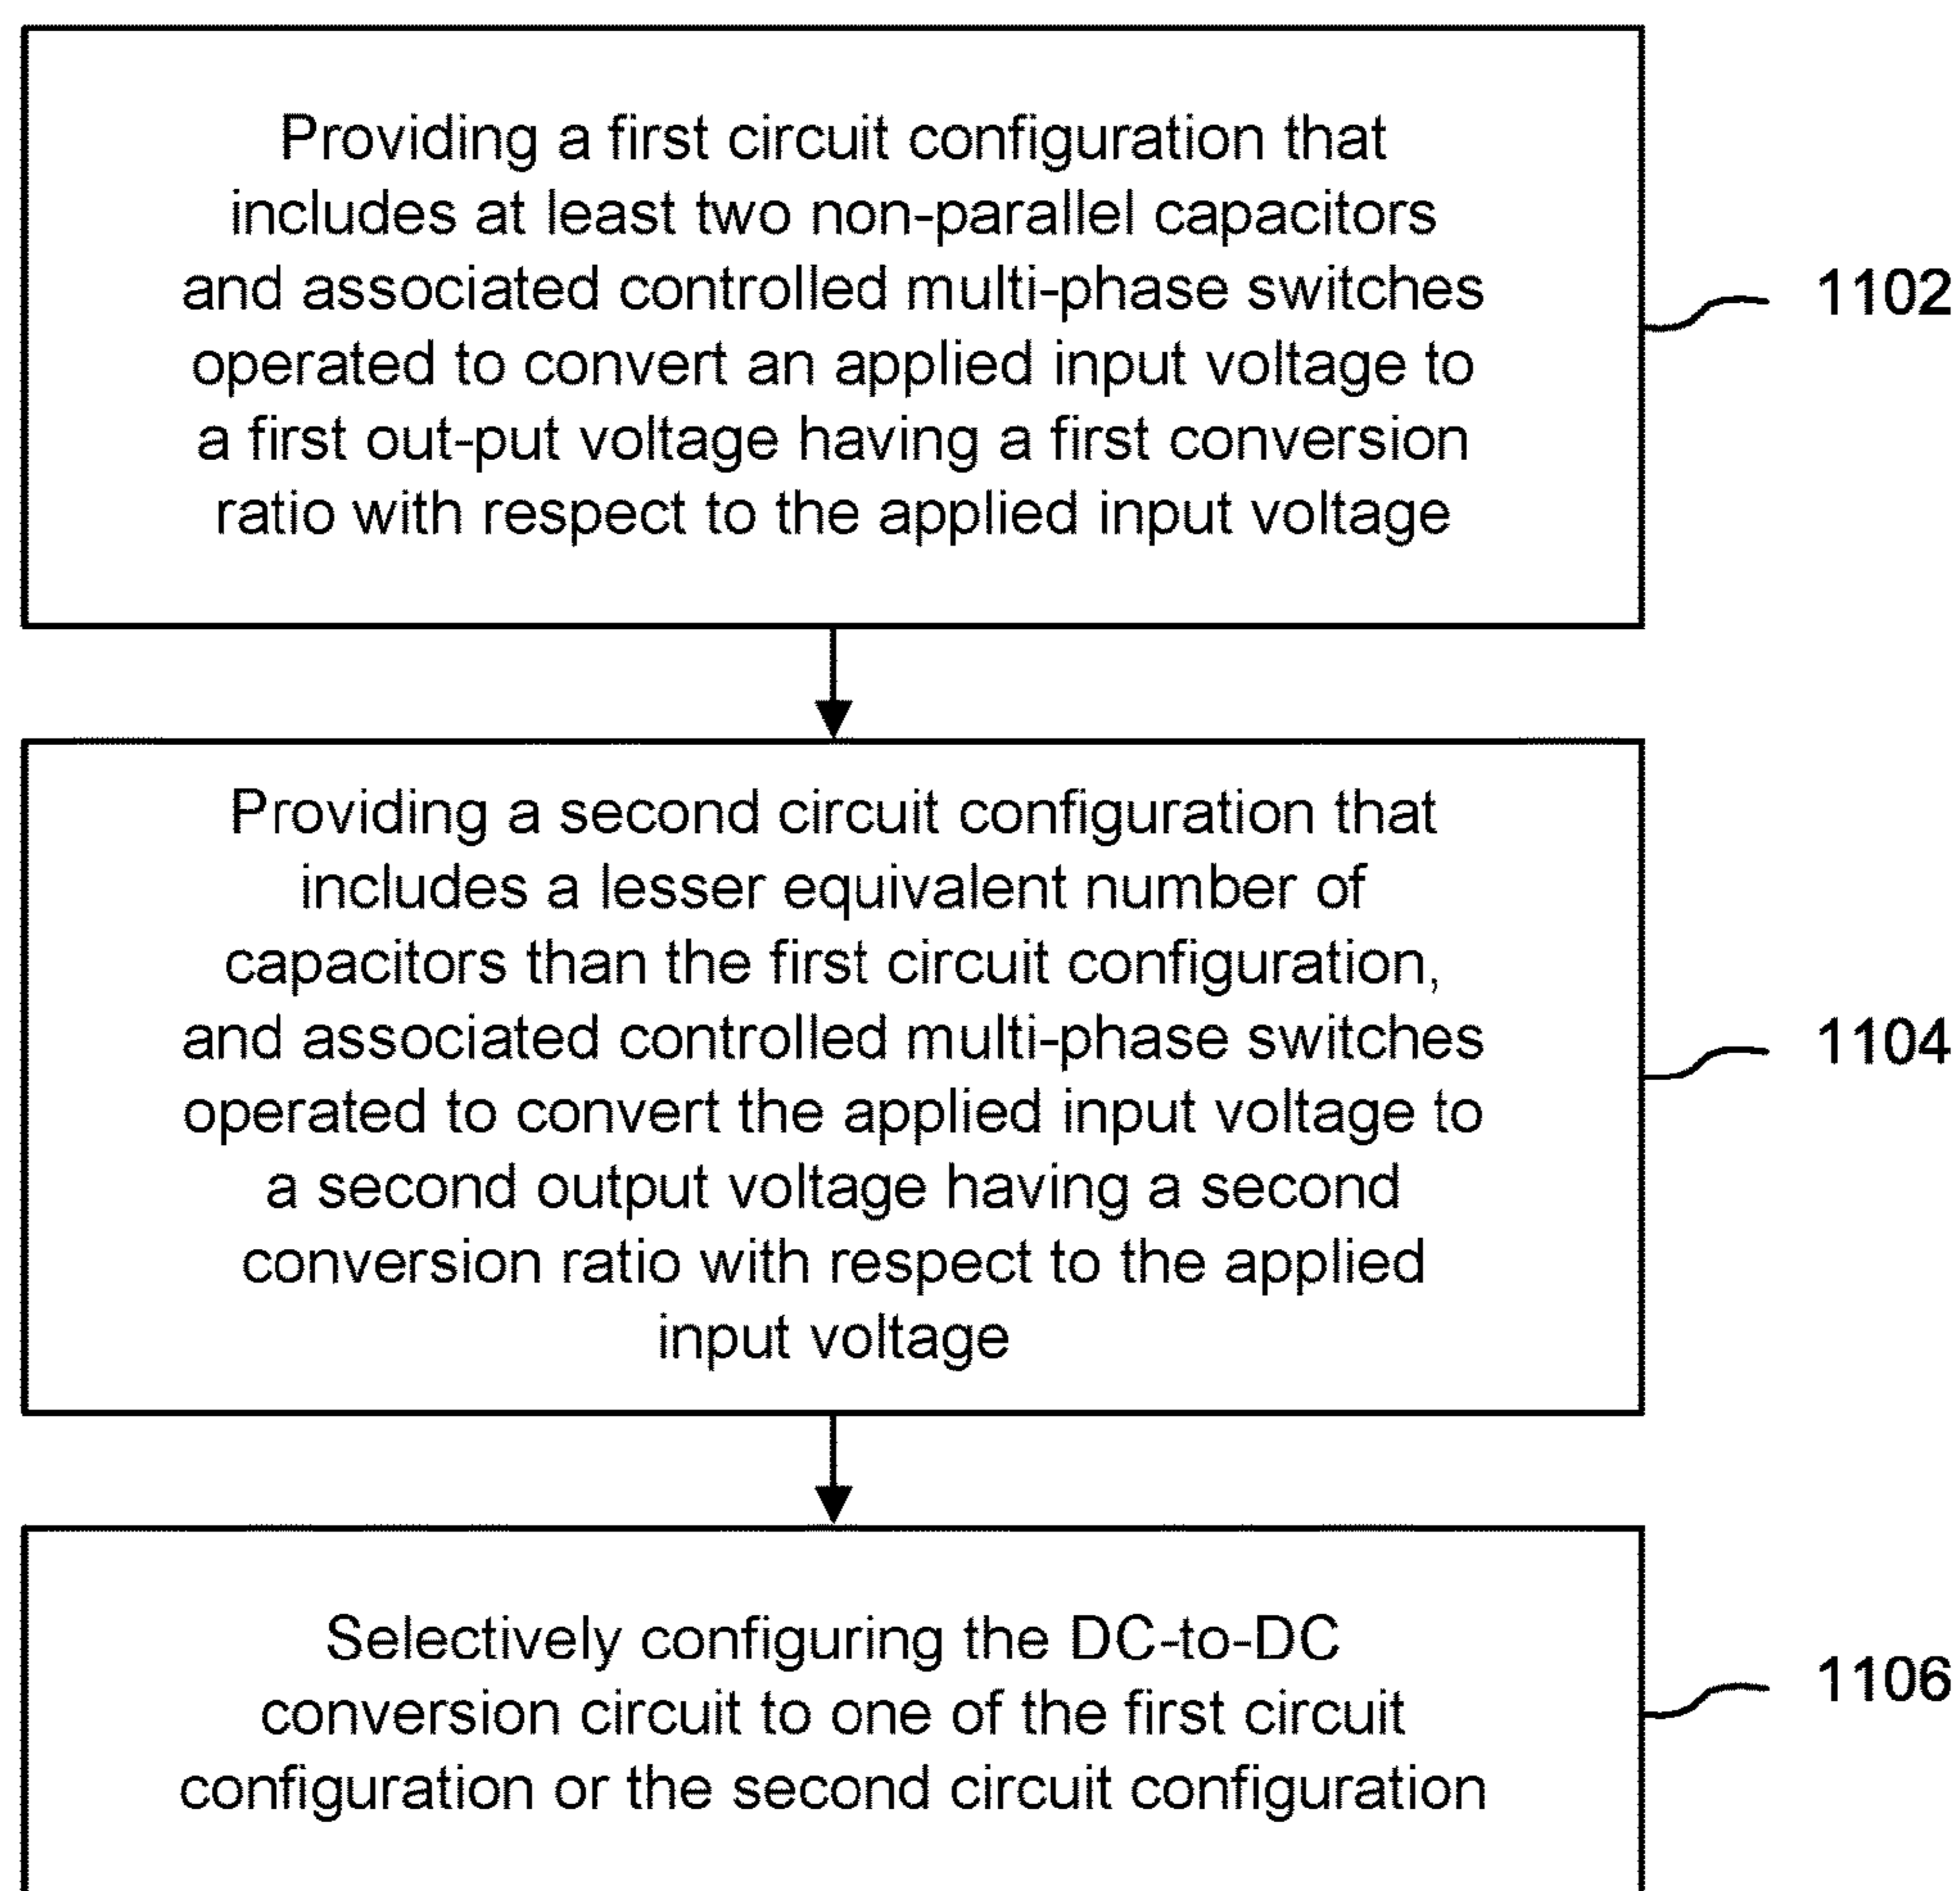 Providing a first circuit configuration that
includes at least two non-parallel capacitors
and associated controlled multi-phase switches
operated to convert an applied input voltage to
a first out-put voltage having a first conversion
ratio with respect to the applied input voltage
1102
Providing a second circuit configuration that
includes a lesser equivalent number of
capacitors than the first circuit configuration,
and associated controlled multi-phase switches
operated to convert the applied input voltage to
a second output voltage having a second
conversion ratio with respect to the applied
input voltage
1104
Selectively configuring the DC-to-DC
conversion circuit to one of the first circuit
configuration or the second circuit configuration
1106